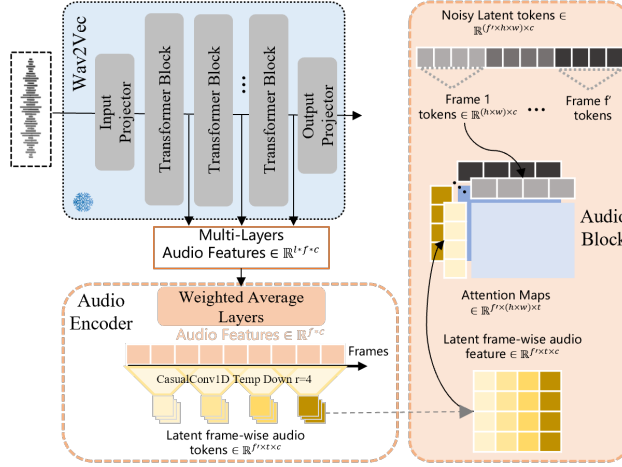 Wav2Vec
Input
Projector
Transformer Block
Transformer Block
...
Transformer Block
Output
Projector
Multi-Layers
Audio Features ∈ ℝ^{l*f*c}
Audio
Encoder
Weighted Average
Layers
Audio Features ∈ ℝ^{f*c}
Frames
CasualConv1D Temp Down r=4
Latent frame-wise audio
tokens ∈ ℝ^{f′×t×c}
Noisy Latent tokens ∈
ℝ^{(f′×h×w)×c}
Frame 1
tokens ∈ ℝ^{(h×w)×c}
...
Frame f′
tokens
Audio
Block
Attention Maps
∈ ℝ^{f′×(h×w)×t}
Latent frame-wise audio
feature ∈ ℝ^{f′×t×c}